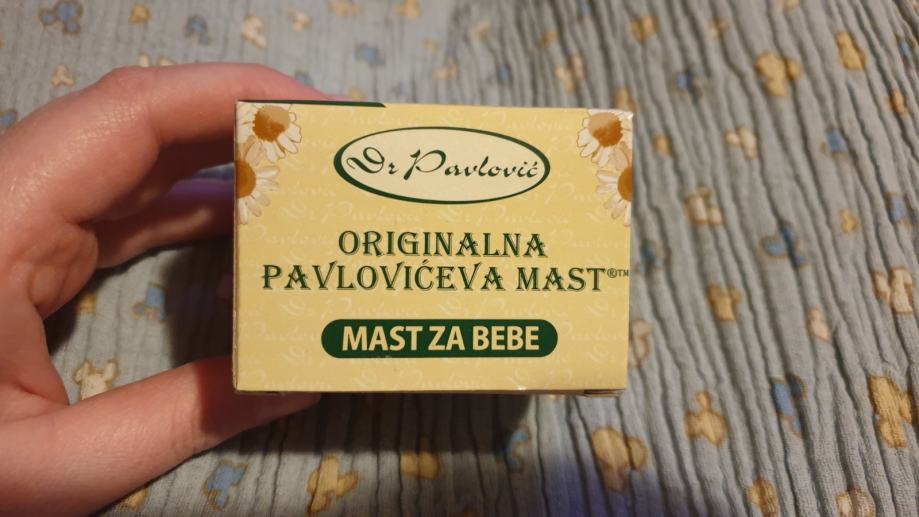 Dr Pavlović
ORIGINALNA
PAVLOVIĆEVA MAST®™
MAST ZA BEBE